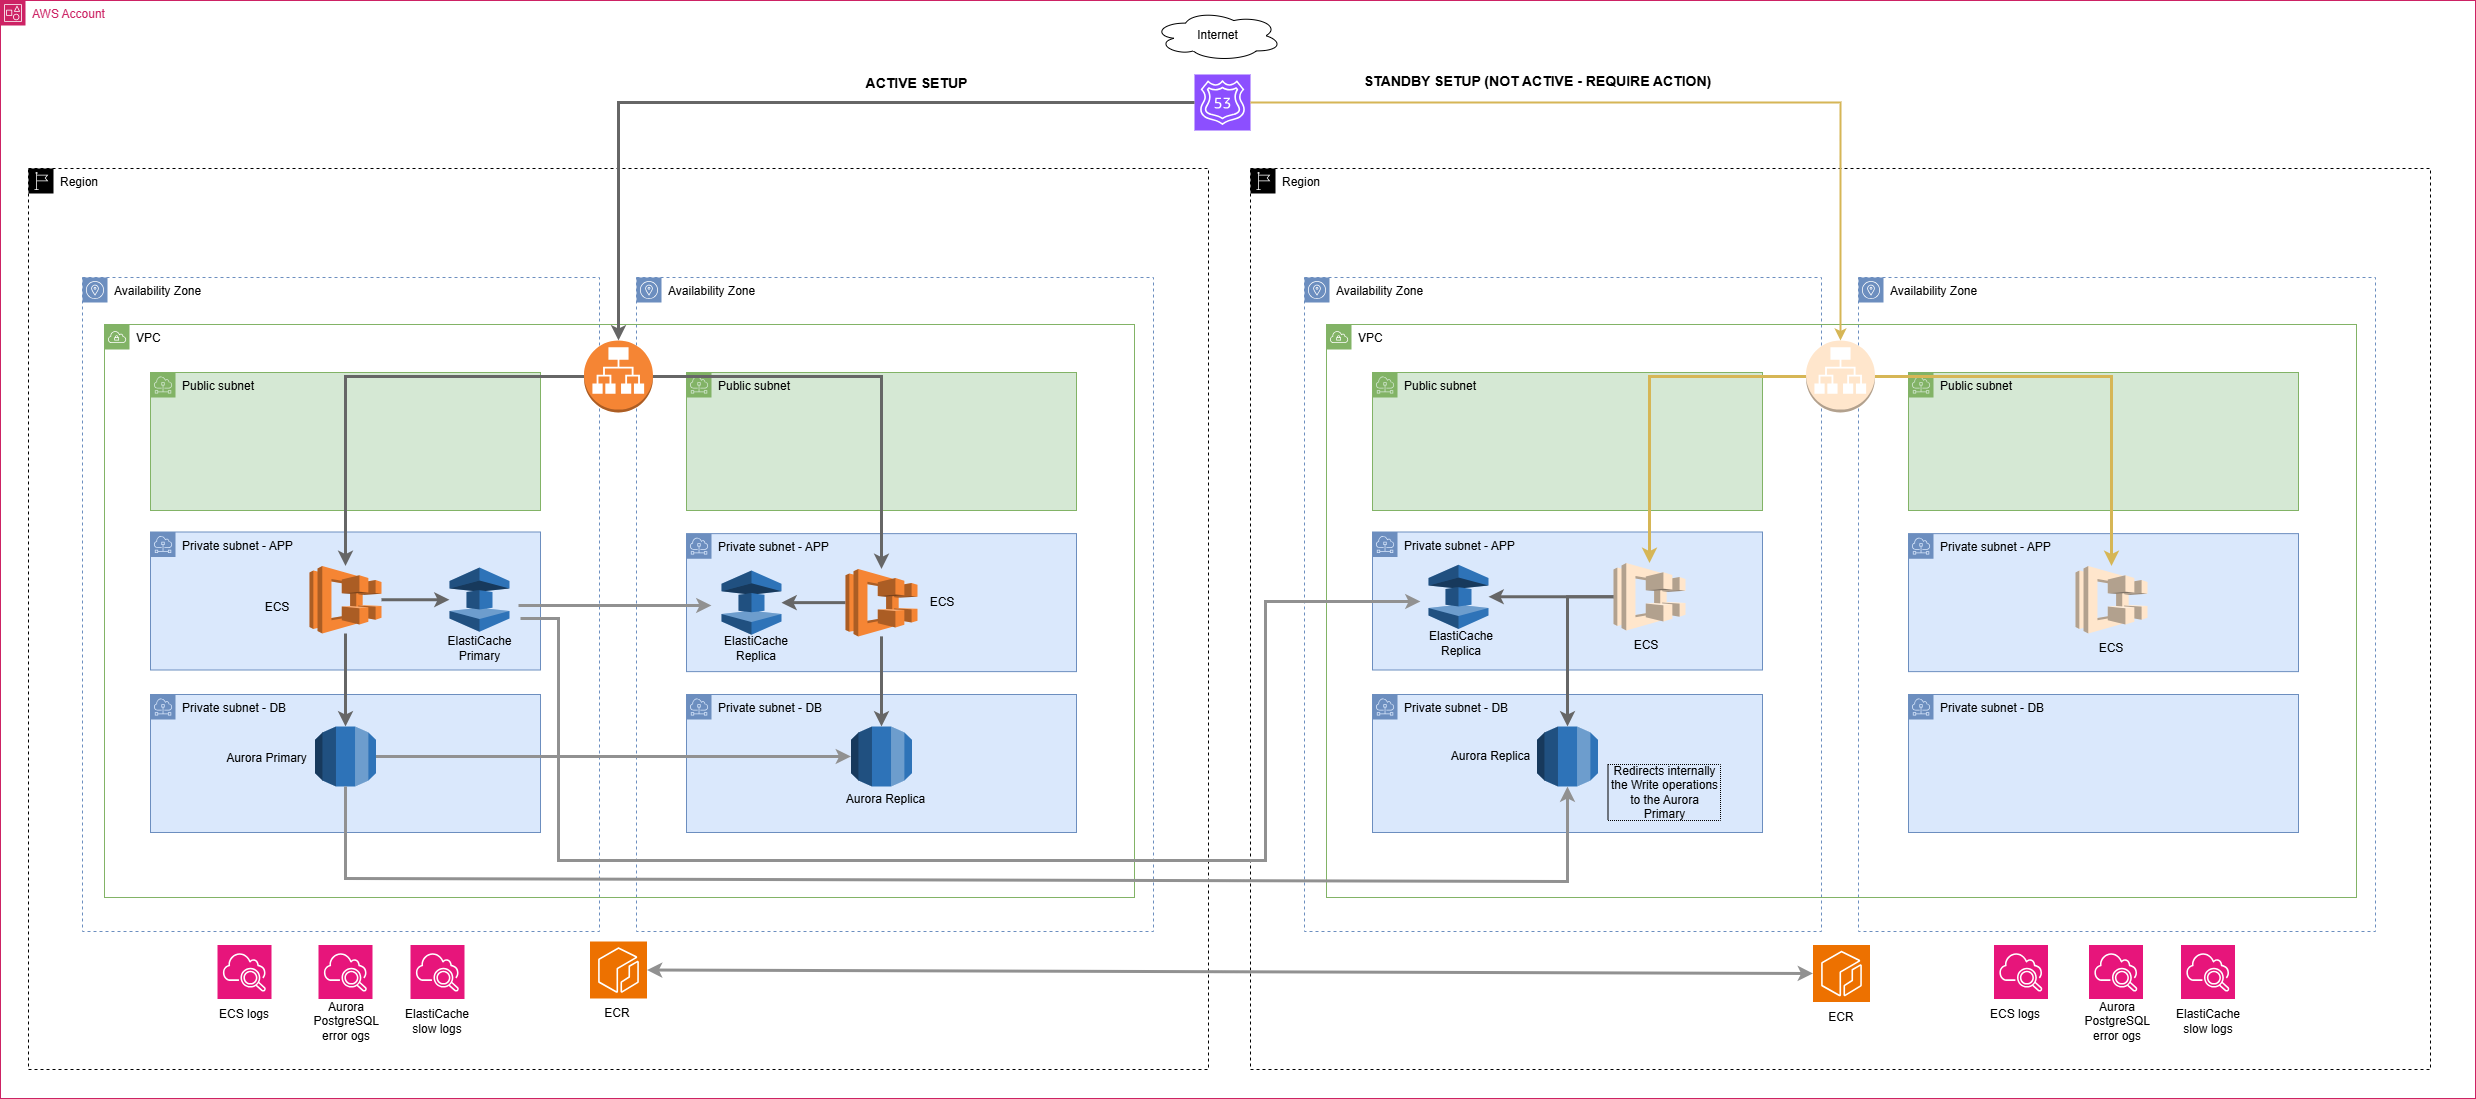 AWS Account
Internet
ACTIVE SETUP
STANDBY SETUP (NOT ACTIVE - REQUIRE ACTION)
53
Region
Region
Availability Zone
Availability Zone
Availability Zone
Availability Zone
VPC
VPC
Public subnet
Public subnet
Public subnet
Public subnet
Private subnet - APP
Private subnet - APP
Private subnet - APP
Private subnet - APP
ECS
ElastiCache
Primary
ElastiCache
Replica
ECS
ElastiCache
Replica
ECS
ECS
Private subnet - DB
Private subnet - DB
Private subnet - DB
Private subnet - DB
Aurora Primary
Aurora Replica
Aurora Replica
Redirects internally
the Write operations
to the Aurora
Primary
ECS logs
Aurora
PostgreSQL
error ogs
ElastiCache
slow logs
ECR
ECR
ECS logs
Aurora
PostgreSQL
error ogs
ElastiCache
slow logs